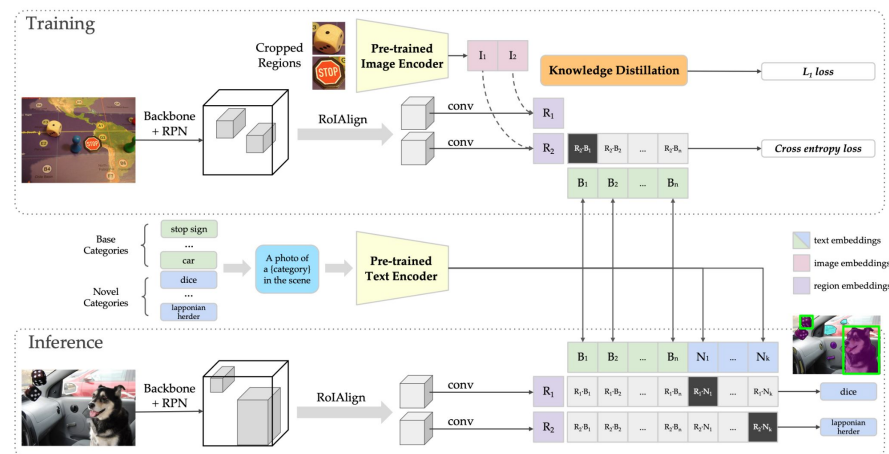 Training
Cropped
Regions
STOP
Pre-trained
Image Encoder
I₁ I₂
Knowledge Distillation
L₁ loss
Backbone
+ RPN
RoIAlign
conv
R₁
conv
R₂
R₂·B₁ R₂·B₂ ... R₂·Bₙ
Cross entropy loss
B₁ B₂ ... Bₙ
STOP
Base
Categories
stop sign
...
car
Novel
Categories
dice
...
lapponian
herder
A photo of
a {category}
in the scene
Pre-trained
Text Encoder
text embeddings
image embeddings
region embeddings
Inference
B₁ B₂ ... Bₙ N₁ ... Nₖ
Backbone
+ RPN
RoIAlign
conv
R₁
R₁·B₁ R₁·B₂ ... R₁·Bₙ R₁·N₁ ... R₁·Nₖ
dice
conv
R₂
R₂·B₁ R₂·B₂ ... R₂·Bₙ R₂·N₁ ... R₂·Nₖ
lapponian
herder